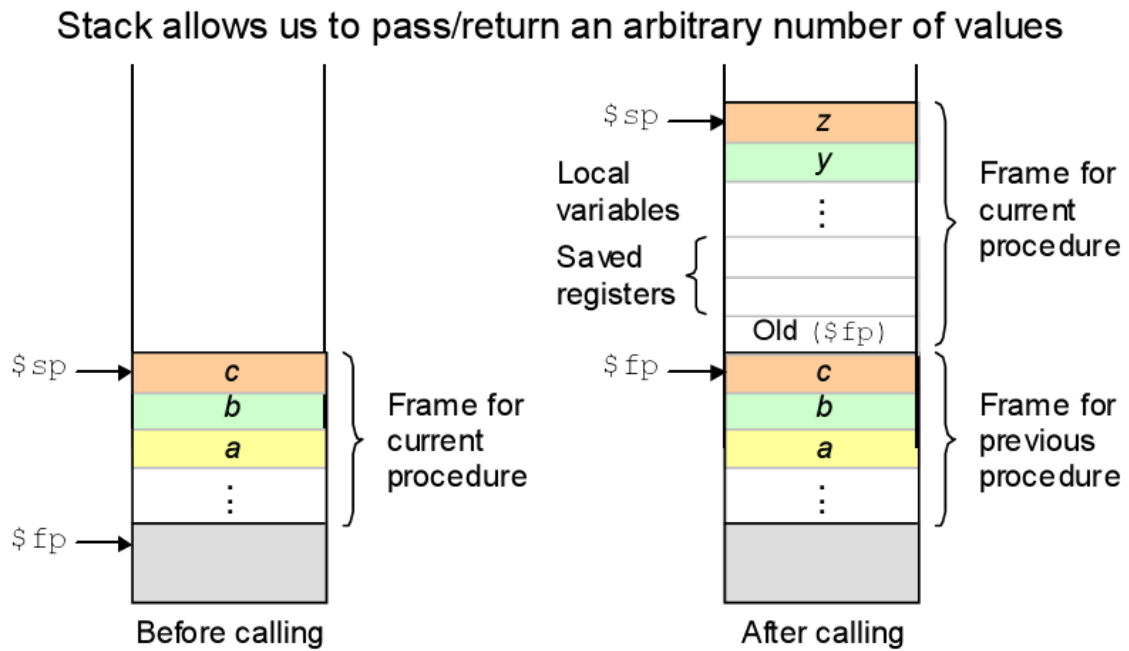 Stack allows us to pass/return an arbitrary number of values
$sp
c
b
a
⋮
$fp
Frame for
current
procedure
Before calling
$sp
z
y
⋮
Local
variables
Saved
registers
Old ($fp)
$fp
c
b
a
⋮
Frame for
current
procedure
Frame for
previous
procedure
After calling